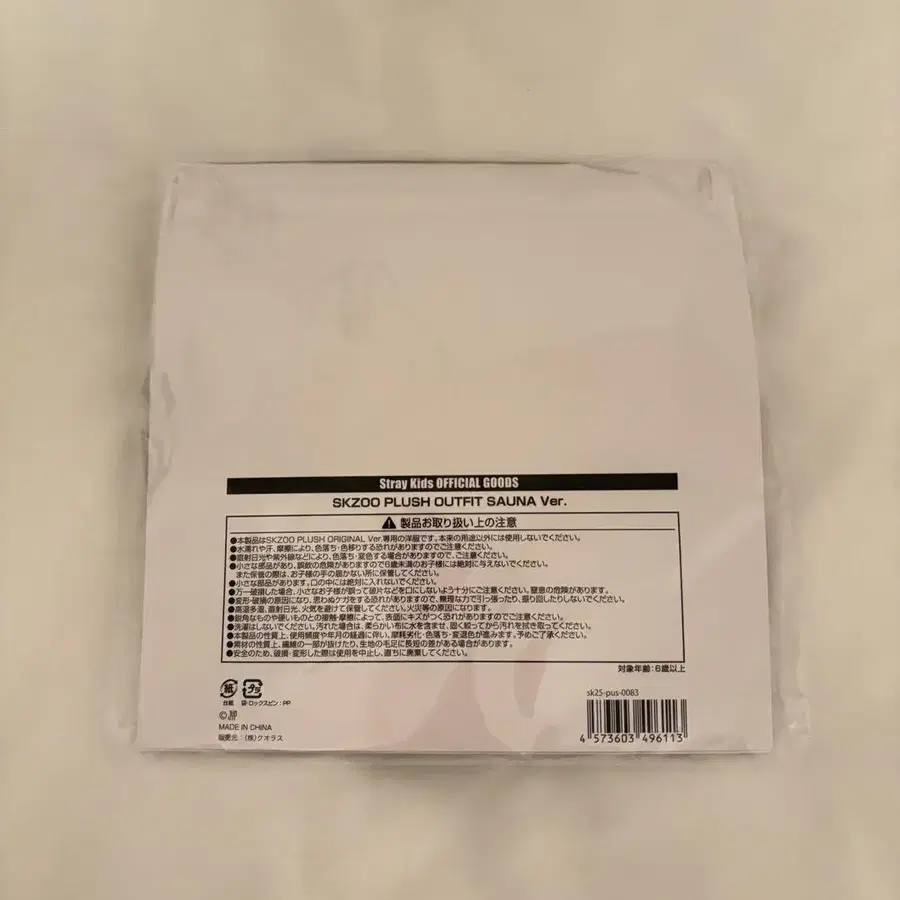 Stray Kids OFFICIAL GOODS
SKZOO PLUSH OUTFIT SAUNA Ver.
製品お取り扱い上の注意
●本製品はSKZOO PLUSH ORIGINAL Ver.専用の洋服です。本来の用途以外には使用しないでください。
●水濡れや汗、摩擦により、色落ち・色移りする恐れがありますのでご注意ください。
●直射日光や紫外線などにより、色落ち・変色する場合がありますので、ご注意ください。
●小さな部品があり、誤飲の危険がありますので6歳未満のお子様には絶対に与えないでください。
また保管の際は、お子様の手の届かない所に保管してください。
●小さな部品があります。口の中には絶対に入れないでください。
●万一破損した場合、小さなお子様が誤って破片などを口にしないよう十分にご注意ください。窒息の危険があります。
●変形・破損の原因になり、思わぬケガをする恐れがありますので、無理な力で引っ張ったり、振り回したりしないでください。
●高温多湿、直射日光、火気を避けて保管してください。火災等の原因になります。
●鋭角なものや硬いものとの接触・摩擦によって、表面にキズがつく恐れがありますのでご注意ください。
●洗濯はしないでください。汚れた場合は、柔らかい布に水を含ませ、固く絞ってから汚れを拭き取ってください。
●本製品の性質上、使用頻度や年月の経過に伴い、摩耗劣化・色落ち・変退色が進みます。予めご了承ください。
●素材の性質上、繊維の一部が抜けたり、生地の毛足に長短の差がある場合があります。
●安全のため、破損・変形した際は使用を中止し、直ちに廃棄してください。
対象年齢:6歳以上
紙 プラ
台紙 袋・ロックスピン:PP
sk25-pus-0083
©JYP
MADE IN CHINA
販売元:(株)クオラス
4 573603 496113